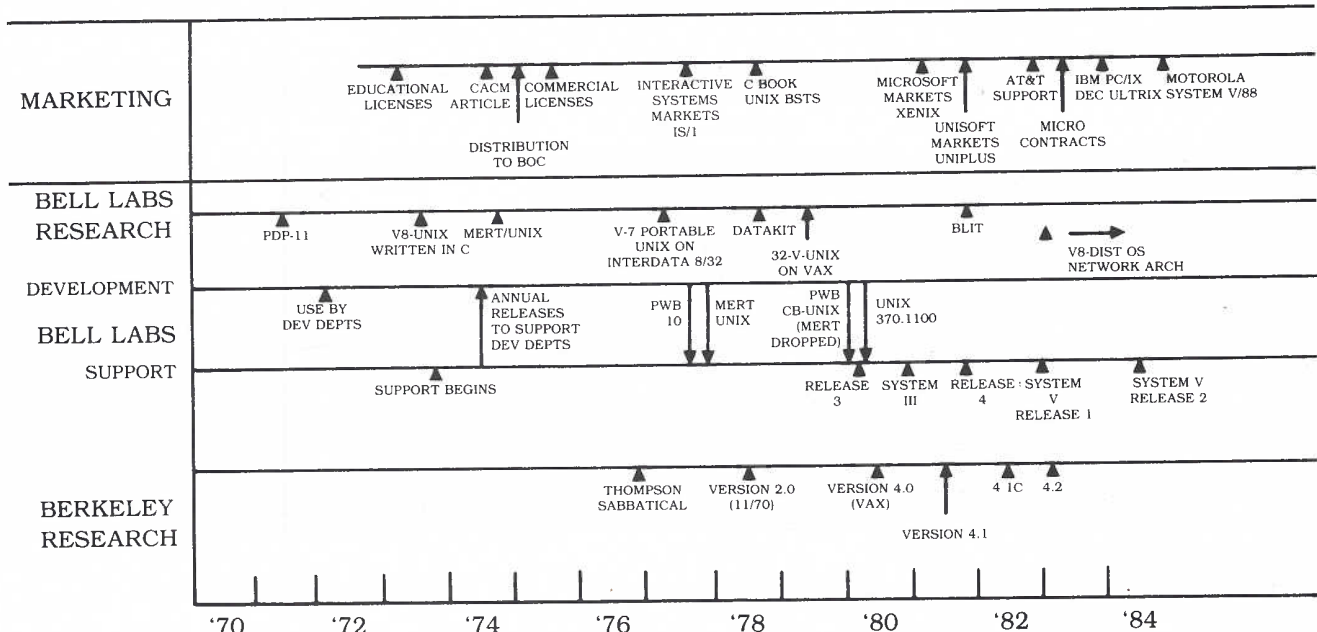 MARKETING
EDUCATIONAL
LICENSES
CACM
ARTICLE
DISTRIBUTION
TO BOC
COMMERCIAL
LICENSES
INTERACTIVE
SYSTEMS
MARKETS
IS/1
C BOOK
UNIX BSTS
MICROSOFT
MARKETS
XENIX
UNISOFT
MARKETS
UNIPLUS
AT&T
SUPPORT
MICRO
CONTRACTS
IBM PC/IX
DEC ULTRIX
MOTOROLA
SYSTEM V/88
BELL LABS
RESEARCH
PDP-11
V8-UNIX
WRITTEN IN C
MERT/UNIX
V-7 PORTABLE
UNIX ON
INTERDATA 8/32
DATAKIT
32-V-UNIX
ON VAX
BLIT
V8-DIST OS
NETWORK ARCH
DEVELOPMENT
BELL LABS
SUPPORT
USE BY
DEV DEPTS
ANNUAL
RELEASES
TO SUPPORT
DEV DEPTS
PWB
10
MERT
UNIX
PWB
CB-UNIX
(MERT
DROPPED)
UNIX
370.1100
SUPPORT BEGINS
RELEASE
3
SYSTEM
III
RELEASE :
4
SYSTEM
V
RELEASE 1
SYSTEM V
RELEASE 2
BERKELEY
RESEARCH
THOMPSON
SABBATICAL
VERSION 2.0
(11/70)
VERSION 4.0
(VAX)
VERSION 4.1
4 1C
4.2
'70 '72 '74 '76 '78 '80 '82 '84